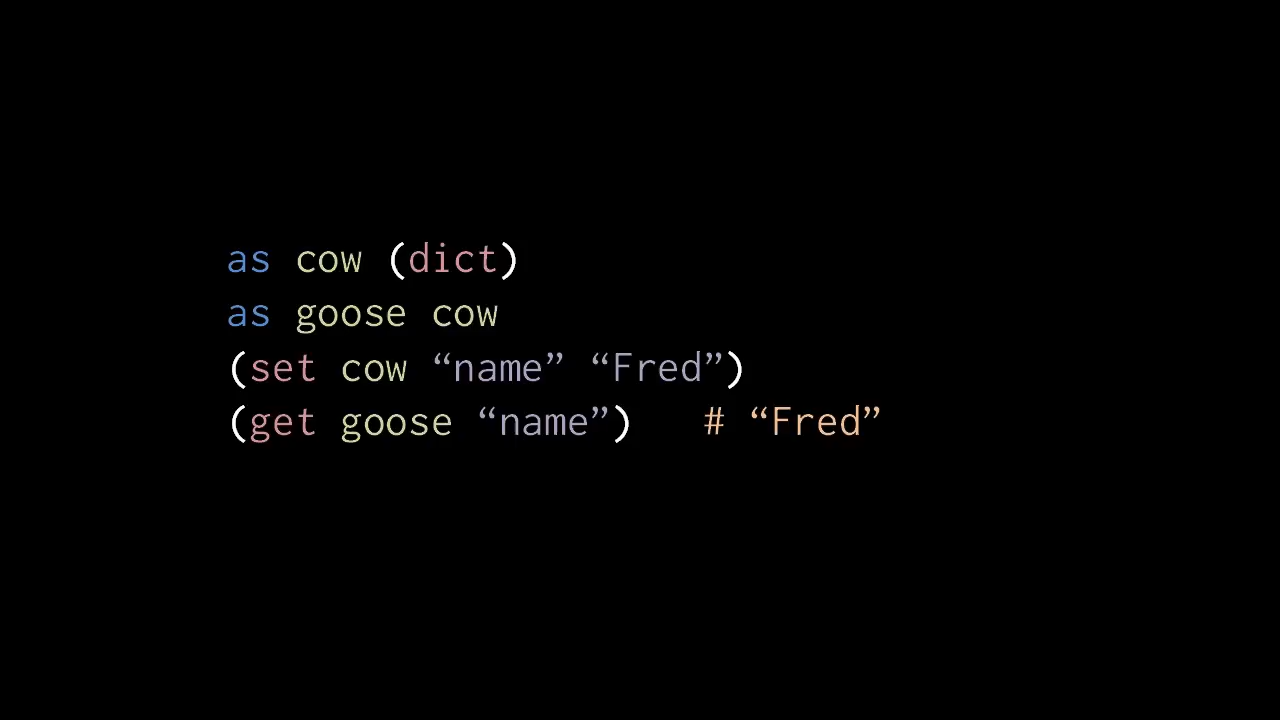 as cow (dict)
as goose cow
(set cow “name” “Fred”)
(get goose “name”)   # “Fred”